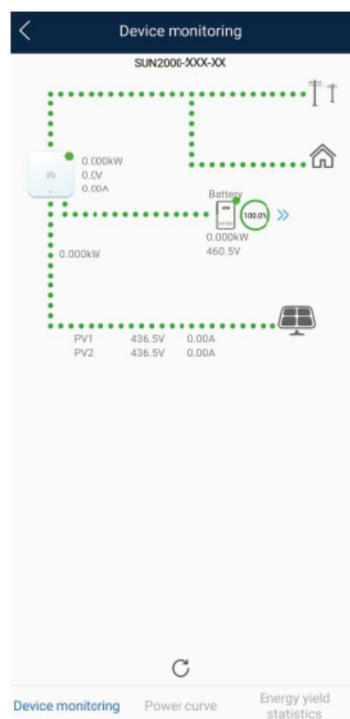 Device monitoring
SUN2000-XXX-XX
0.000kW
0.0V
0.00A
Battery
100.0%
0.000kW
460.5V
0.000kW
PV1 436.5V 0.00A
PV2 436.5V 0.00A
Device monitoring Power curve Energy yield
statistics